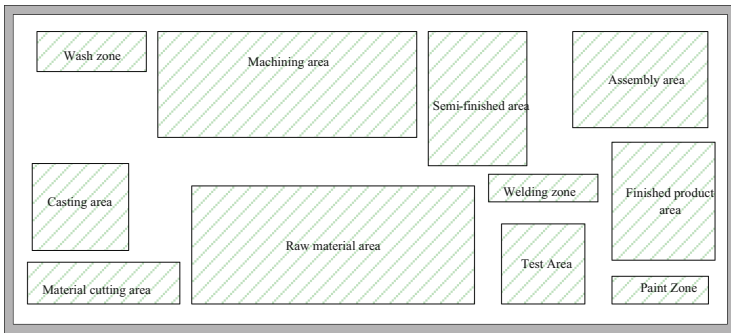 Wash zone
Machining area
Semi-finished area
Assembly area
Casting area
Raw material area
Welding zone
Finished product
area
Material cutting area
Test Area
Paint Zone